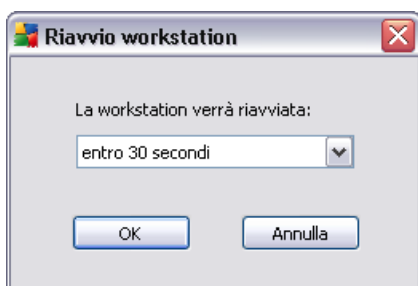 Riavvio workstation
La workstation verrà riavviata:
entro 30 secondi
OK
Annulla